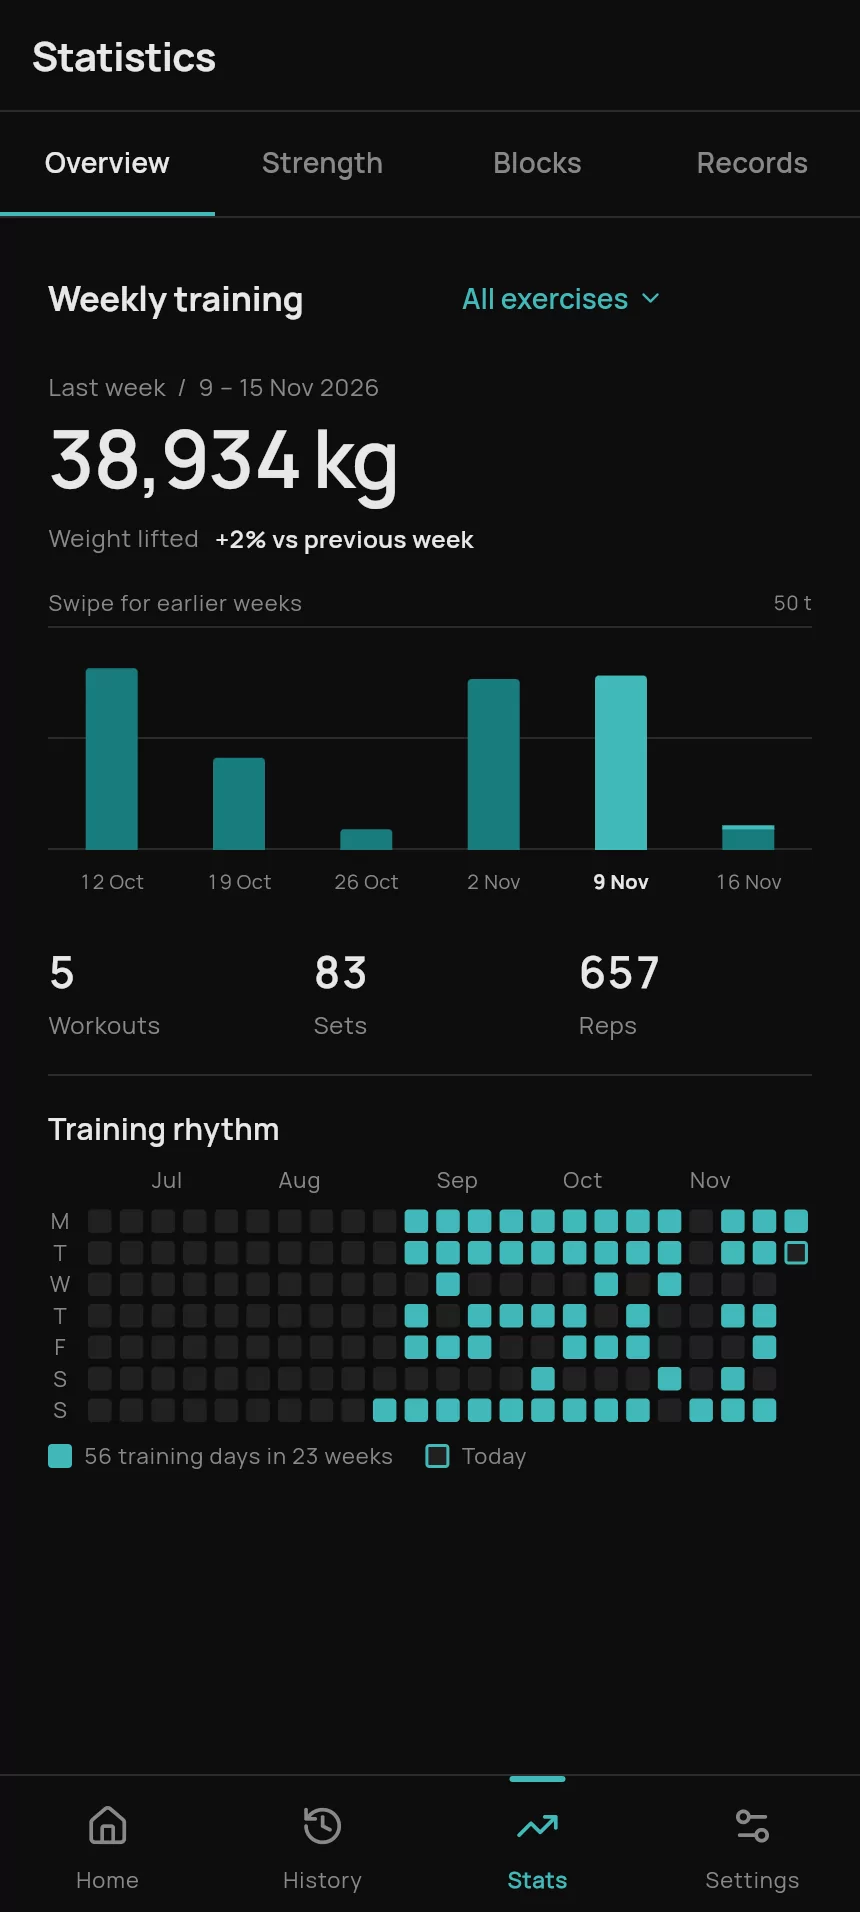 Statistics
Overview Strength Blocks Records
Weekly training All exercises
Last week / 9 – 15 Nov 2026
38,934 kg
Weight lifted +2% vs previous week
Swipe for earlier weeks 50 t
12 Oct 19 Oct 26 Oct 2 Nov 9 Nov 16 Nov
5 83 657
Workouts Sets Reps
Training rhythm
Jul Aug Sep Oct Nov
M
T
W
T
F
S
S
56 training days in 23 weeks Today
Home History Stats Settings